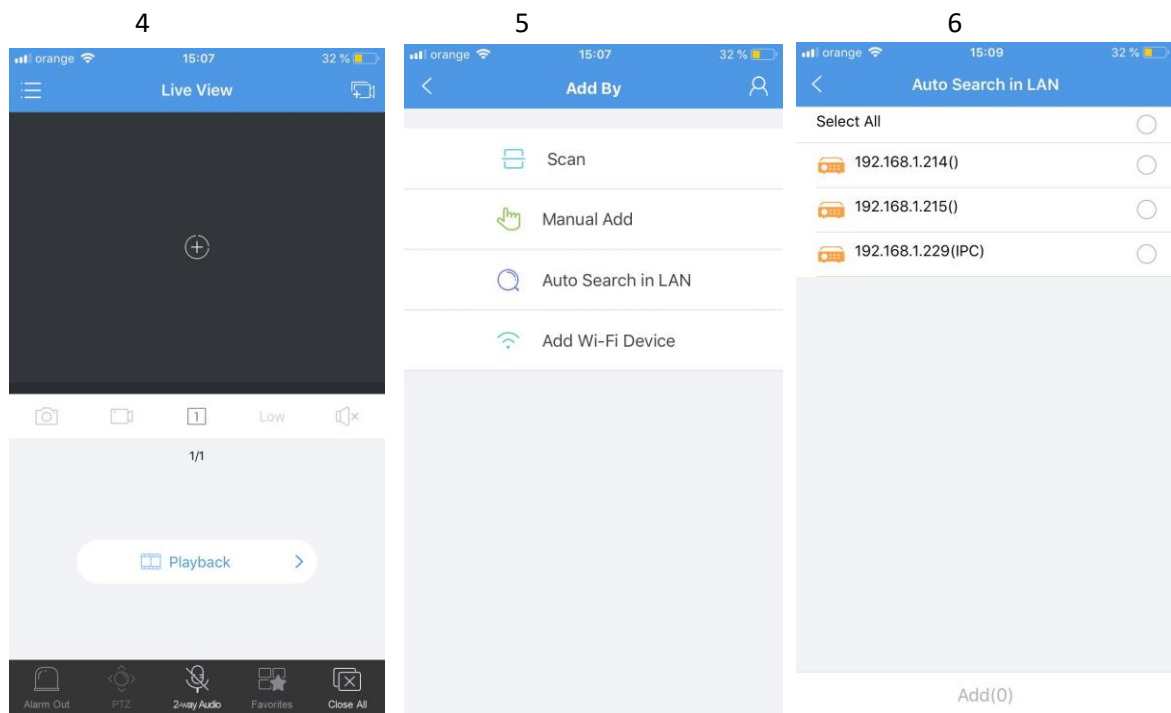 4
orange 15:07 32 %
Live View
1
Low
1/1
Playback
Alarm Out
PTZ
2-way Audio
Favorites
Close All
5
orange 15:07 32 %
Add By
Scan
Manual Add
Auto Search in LAN
Add Wi-Fi Device
6
orange 15:09 32 %
Auto Search in LAN
Select All
192.168.1.214()
192.168.1.215()
192.168.1.229(IPC)
Add(0)